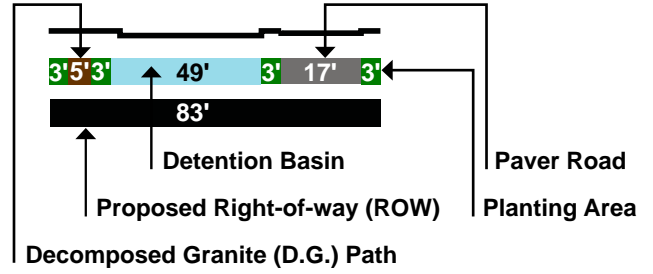 3' 5' 3' 49' 3' 17' 3'
83'
Detention Basin
Paver Road
Proposed Right-of-way (ROW)
Planting Area
Decomposed Granite (D.G.) Path